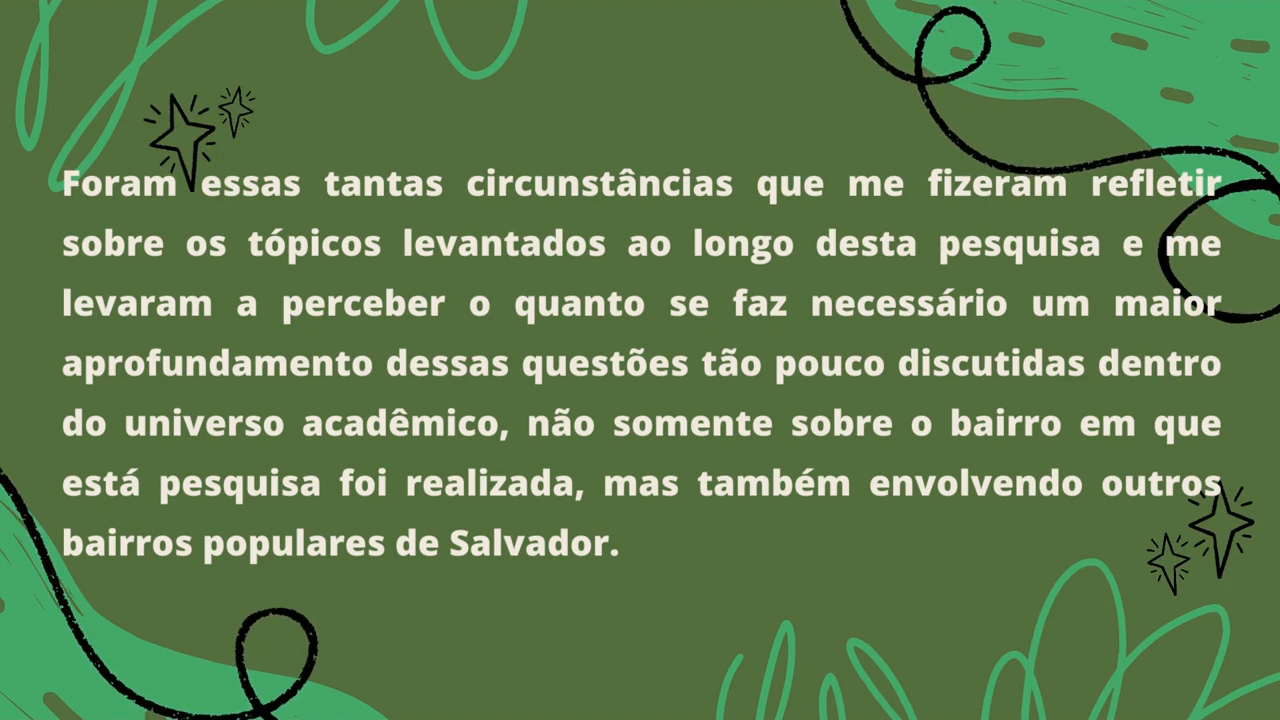 Foram essas tantas circunstâncias que me fizeram refletir
sobre os tópicos levantados ao longo desta pesquisa e me
levaram a perceber o quanto se faz necessário um maior
aprofundamento dessas questões tão pouco discutidas dentro
do universo acadêmico, não somente sobre o bairro em que
está pesquisa foi realizada, mas também envolvendo outros
bairros populares de Salvador.